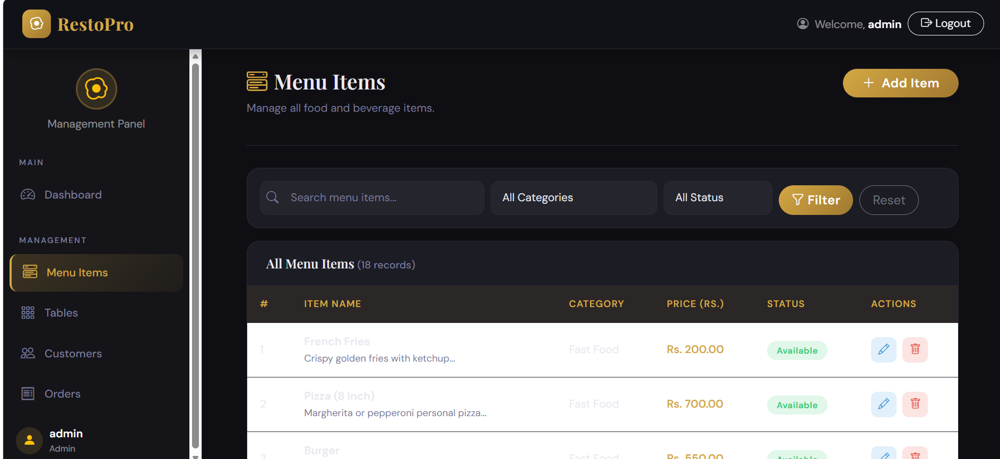 RestoPro
Welcome, admin
Logout
Management Panel
MAIN
Dashboard
MANAGEMENT
Menu Items
Tables
Customers
Orders
admin
Admin
Menu Items
Manage all food and beverage items.
+ Add Item
Search menu items...
All Categories
All Status
Filter
Reset
All Menu Items (18 records)
# ITEM NAME CATEGORY PRICE (RS.) STATUS ACTIONS
1 French Fries Fast Food Rs. 200.00 Available
Crispy golden fries with ketchup...
2 Pizza (8 inch) Fast Food Rs. 700.00 Available
Margherita or pepperoni personal pizza...
3 Burger Fast Food Rs. 550.00 Available